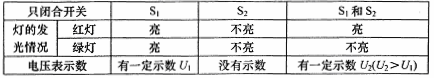 只闭合开关 S₁ S₂ S₁和S₂
灯的发光情况 红灯 亮 不亮 亮
绿灯 亮 不亮 不亮
电压表示数 有一定示数U₁ 没有示数 有一定示数U₂(U₂>U₁)